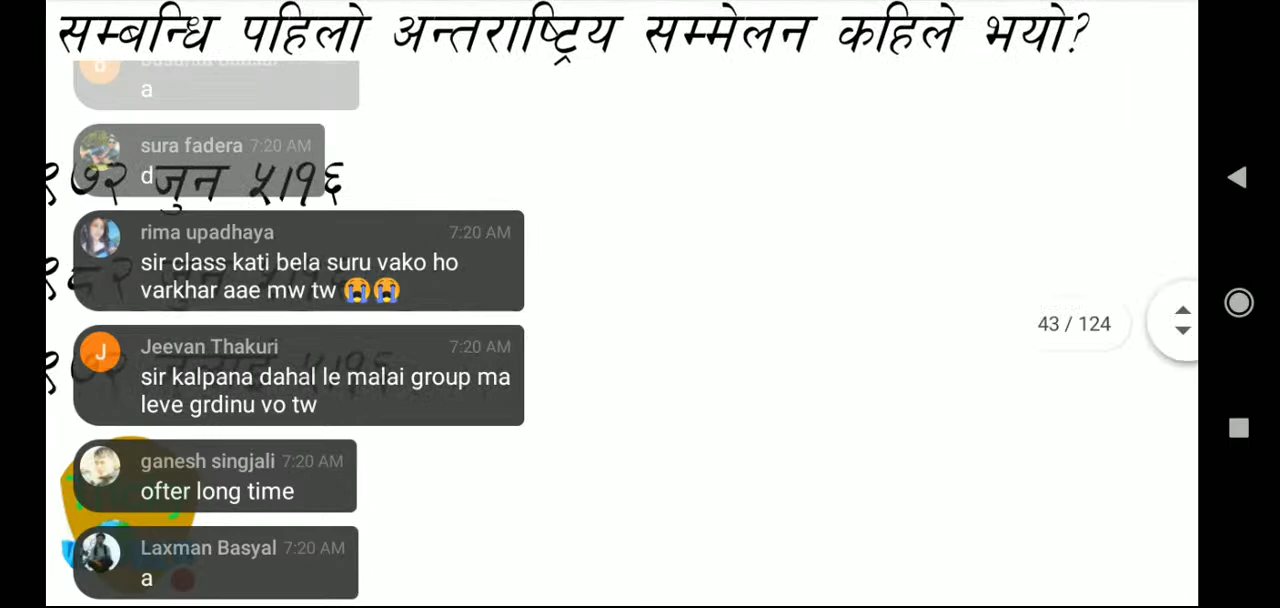 सम्बन्धि पहिलो अन्तराष्ट्रिय सम्मेलन कहिले भयो?
a
sura fadera 7:20 AM
d
१७२ जुन ५।१६
rima upadhaya 7:20 AM
sir class kati bela suru vako ho
varkhar aae mw tw 😭😭
43 / 124
J
Jeevan Thakuri 7:20 AM
sir kalpana dahal le malai group ma
leve grdinu vo tw
ganesh singjali 7:20 AM
ofter long time
Laxman Basyal 7:20 AM
a